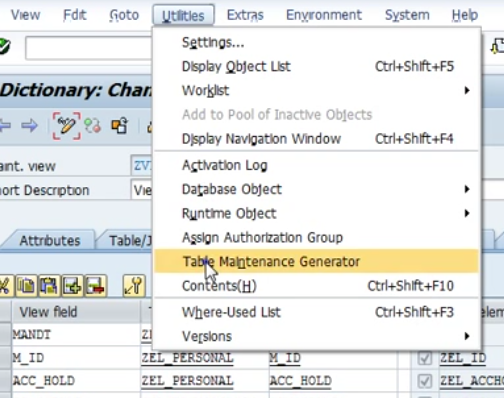 View Edit Goto Utilities Extras Environment System Help
Settings...
Dictionary: Chan
Display Object List Ctrl+Shift+F5
Worklist
Add to Pool of Inactive Objects
Display Navigation Window Ctrl+Shift+F4
aint. view ZVI
Activation Log
ort Description Vie
Database Object
Runtime Object
Attributes Table/J
Assign Authorization Group
Table Maintenance Generator
Contents(H) Ctrl+Shift+F10
View field
Where-Used List Ctrl+Shift+F3
elem
MANDT
Versions
M_ID ZEL_PERSONAL M_ID ZEL_ID
ACC_HOLD ZEL_PERSONAL ACC_HOLD ZEL_ACCHO